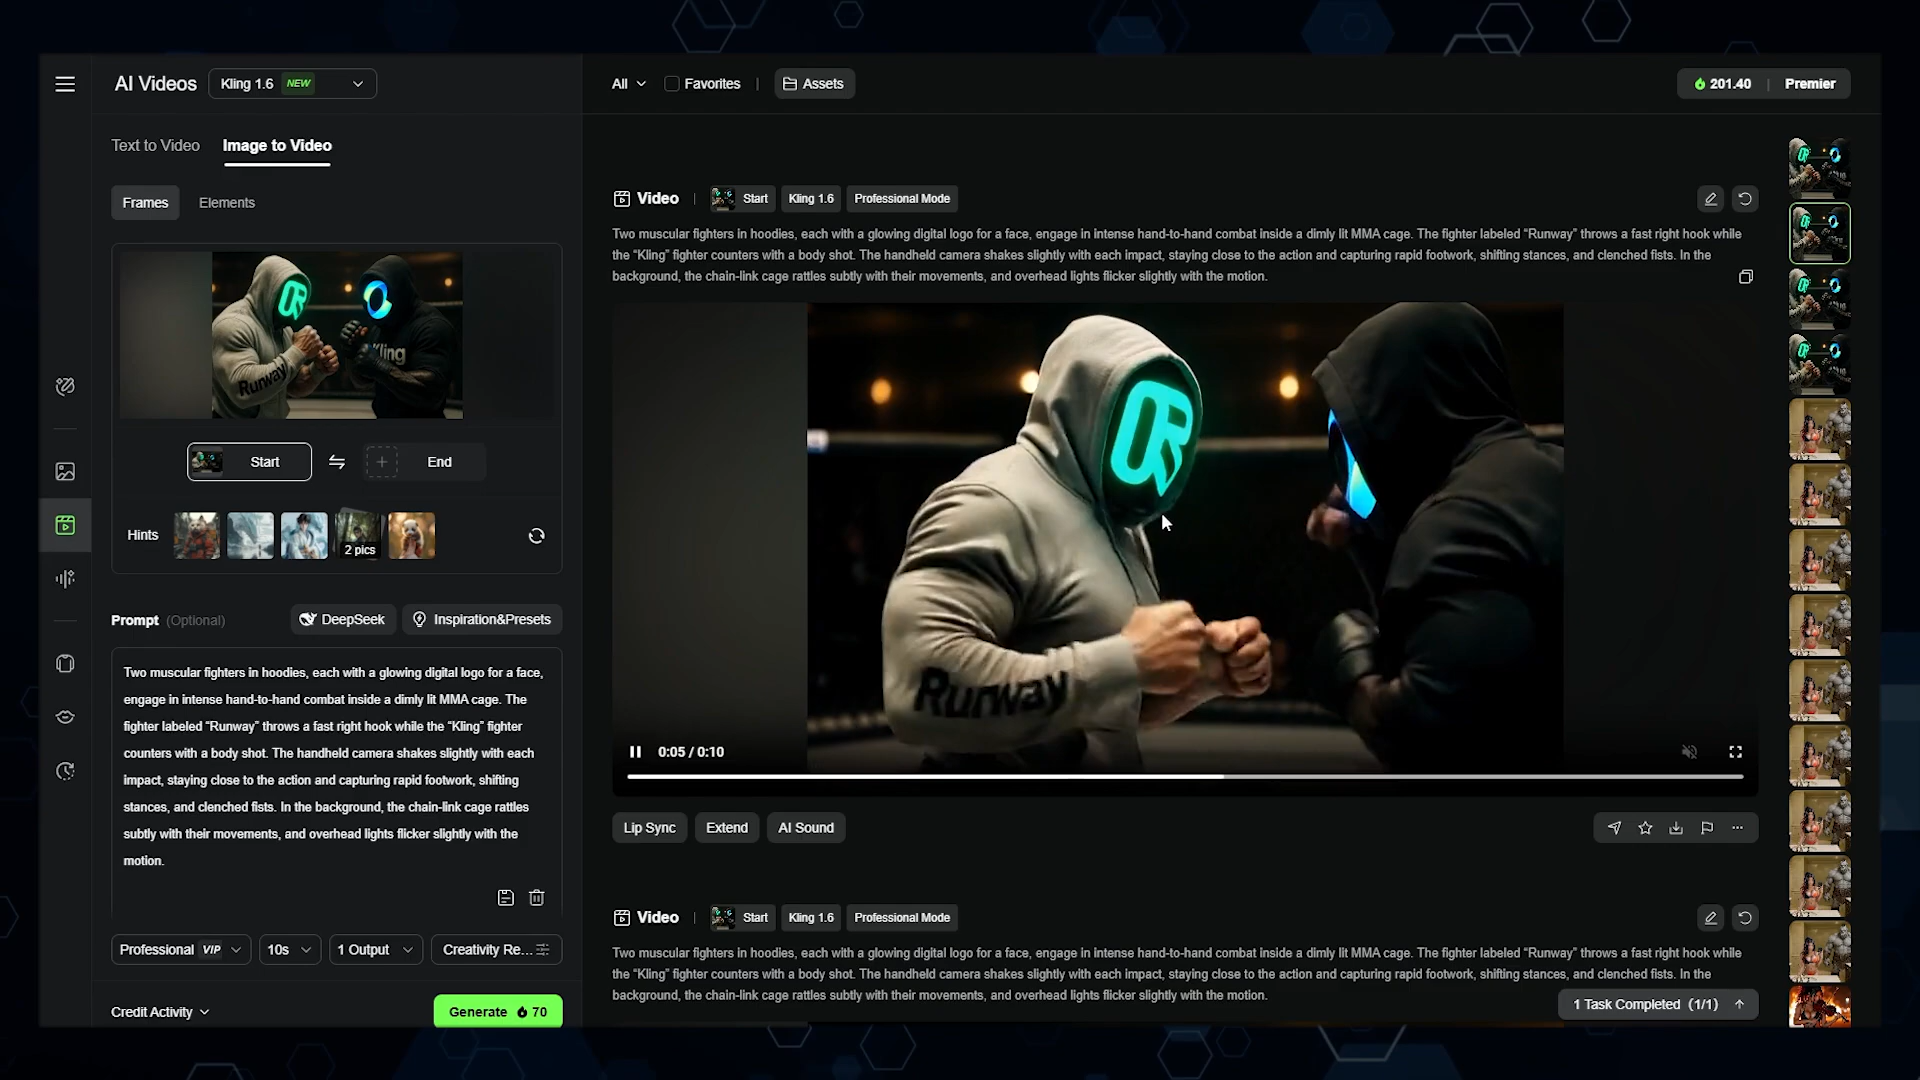 AI Videos
Kling 1.6 NEW
All
Favorites
Assets
201.40
Premier
Text to Video
Image to Video
Frames
Elements
Runway
Kling
Start
End
Hints
2 pics
Prompt (Optional)
DeepSeek
Inspiration&Presets
Two muscular fighters in hoodies, each with a glowing digital logo for a face,
engage in intense hand-to-hand combat inside a dimly lit MMA cage. The
fighter labeled “Runway” throws a fast right hook while the “Kling” fighter
counters with a body shot. The handheld camera shakes slightly with each
impact, staying close to the action and capturing rapid footwork, shifting
stances, and clenched fists. In the background, the chain-link cage rattles
subtly with their movements, and overhead lights flicker slightly with the
motion.
Professional VIP
10s
1 Output
Creativity Re...
Credit Activity
Generate 70
Video
Start
Kling 1.6
Professional Mode
Two muscular fighters in hoodies, each with a glowing digital logo for a face, engage in intense hand-to-hand combat inside a dimly lit MMA cage. The fighter labeled “Runway” throws a fast right hook while
the “Kling” fighter counters with a body shot. The handheld camera shakes slightly with each impact, staying close to the action and capturing rapid footwork, shifting stances, and clenched fists. In the
background, the chain-link cage rattles subtly with their movements, and overhead lights flicker slightly with the motion.
Runway
0:05 / 0:10
Lip Sync
Extend
AI Sound
Video
Start
Kling 1.6
Professional Mode
Two muscular fighters in hoodies, each with a glowing digital logo for a face, engage in intense hand-to-hand combat inside a dimly lit MMA cage. The fighter labeled “Runway” throws a fast right hook while
the “Kling” fighter counters with a body shot. The handheld camera shakes slightly with each impact, staying close to the action and capturing rapid footwork, shifting stances, and clenched fists. In the
background, the chain-link cage rattles subtly with their movements, and overhead lights flicker slightly with the motion.
1 Task Completed (1/1)